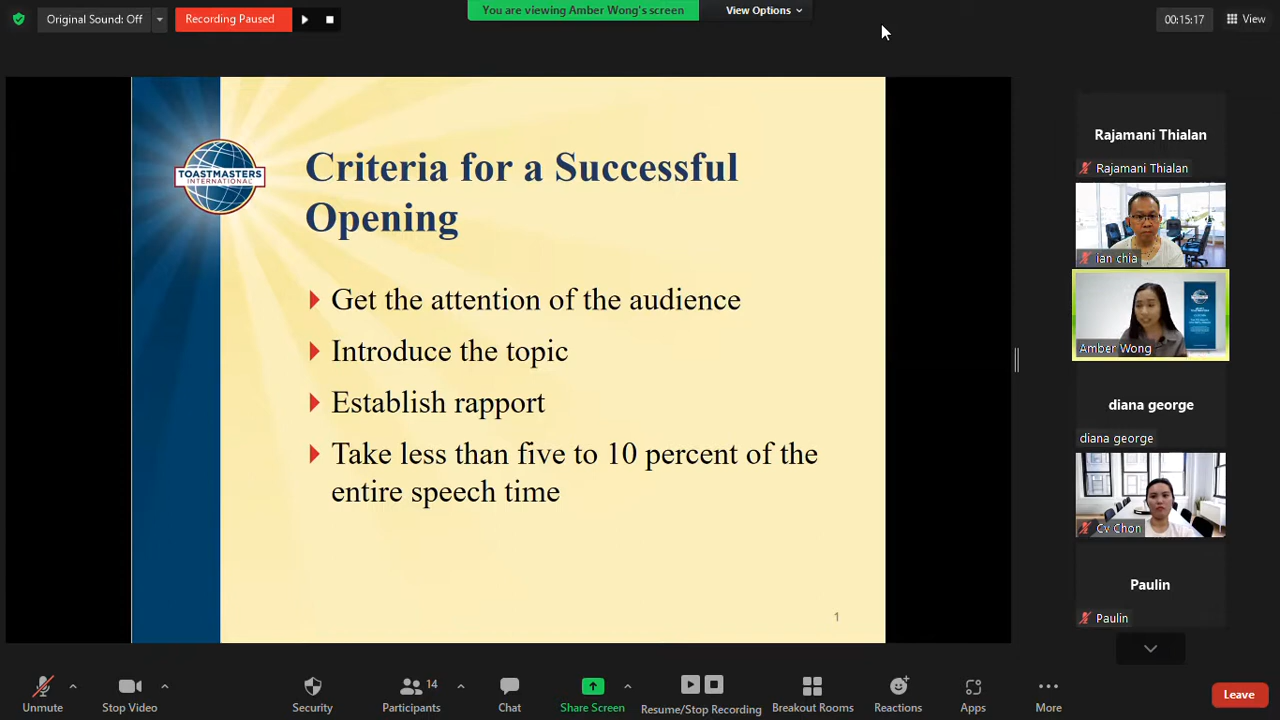 Original Sound: Off
Recording Paused
You are viewing Amber Wong's screen
View Options
00:15:17
View
TOASTMASTERS
INTERNATIONAL
Criteria for a Successful
Opening
Get the attention of the audience
Introduce the topic
Establish rapport
Take less than five to 10 percent of the
entire speech time
1
Rajamani Thialan
Rajamani Thialan
ian chia
Amber Wong
diana george
diana george
Cv Chon
Paulin
Paulin
Unmute
Stop Video
Security
14
Participants
Chat
Share Screen
Resume/Stop Recording
Breakout Rooms
Reactions
Apps
More
Leave